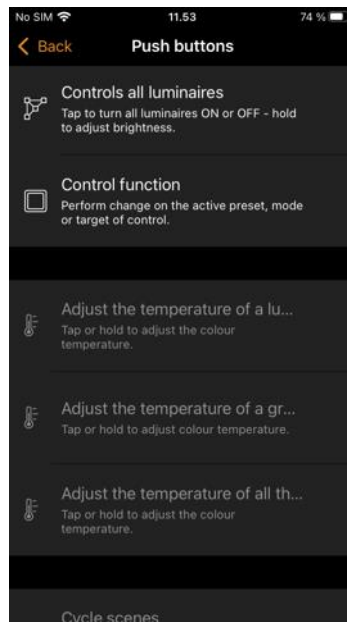 No SIM 11.53 74 %
Back Push buttons
Controls all luminaires
Tap to turn all luminaires ON or OFF - hold
to adjust brightness.
Control function
Perform change on the active preset, mode
or target of control.
Adjust the temperature of a lu...
Tap or hold to adjust the colour
temperature.
Adjust the temperature of a gr...
Tap or hold to adjust colour temperature.
Adjust the temperature of all th...
Tap or hold to adjust the colour
temperature.
Cycle scenes